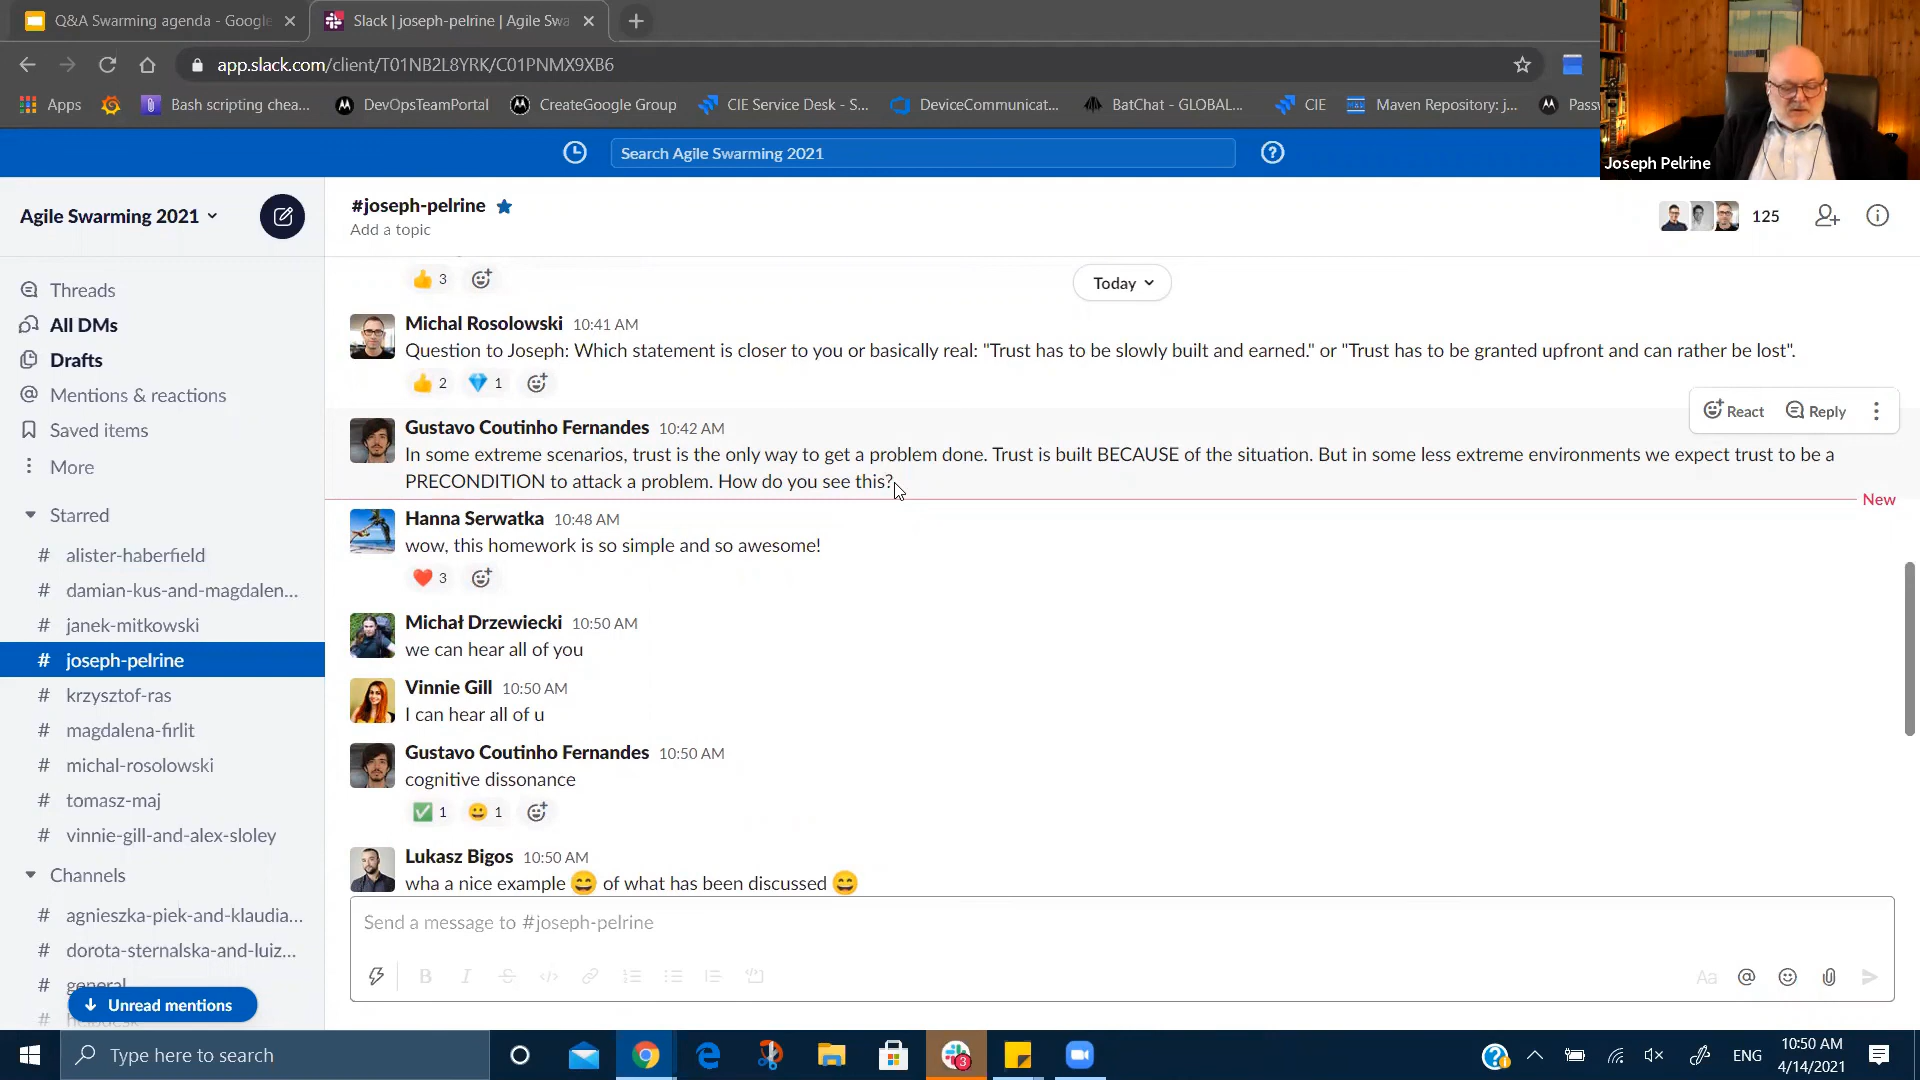 Q&A Swarming agenda - Google
Slack | joseph-pelrine | Agile Swa
app.slack.com/client/T01NB2L8YRK/C01PNMX9XB6
Apps
Bash scripting chea...
DevOpsTeamPortal
CreateGoogle Group
CIE Service Desk - S...
DeviceCommunicat...
BatChat - GLOBAL...
CIE
Maven Repository: j...
Pass
Joseph Pelrine
Search Agile Swarming 2021
Agile Swarming 2021
#joseph-pelrine
Add a topic
125
Threads
All DMs
Drafts
Mentions & reactions
Saved items
More
Starred
# alister-haberfield
# damian-kus-and-magdalen...
# janek-mitkowski
# joseph-pelrine
# krzysztof-ras
# magdalena-firlit
# michal-rosolowski
# tomasz-maj
# vinnie-gill-and-alex-sloley
Channels
# agnieszka-piek-and-klaudia...
# dorota-sternalska-and-luiz...
# general
Unread mentions
3
Today
Michal Rosolowski 10:41 AM
Question to Joseph: Which statement is closer to you or basically real: "Trust has to be slowly built and earned." or "Trust has to be granted upfront and can rather be lost".
2 1
React Reply
Gustavo Coutinho Fernandes 10:42 AM
In some extreme scenarios, trust is the only way to get a problem done. Trust is built BECAUSE of the situation. But in some less extreme environments we expect trust to be a
PRECONDITION to attack a problem. How do you see this?
New
Hanna Serwatka 10:48 AM
wow, this homework is so simple and so awesome!
3
Michał Drzewiecki 10:50 AM
we can hear all of you
Vinnie Gill 10:50 AM
I can hear all of u
Gustavo Coutinho Fernandes 10:50 AM
cognitive dissonance
1 1
Lukasz Bigos 10:50 AM
wha a nice example 😄 of what has been discussed 😄
Send a message to #joseph-pelrine
B I S
Aa @
Type here to search
3
ENG
10:50 AM
4/14/2021